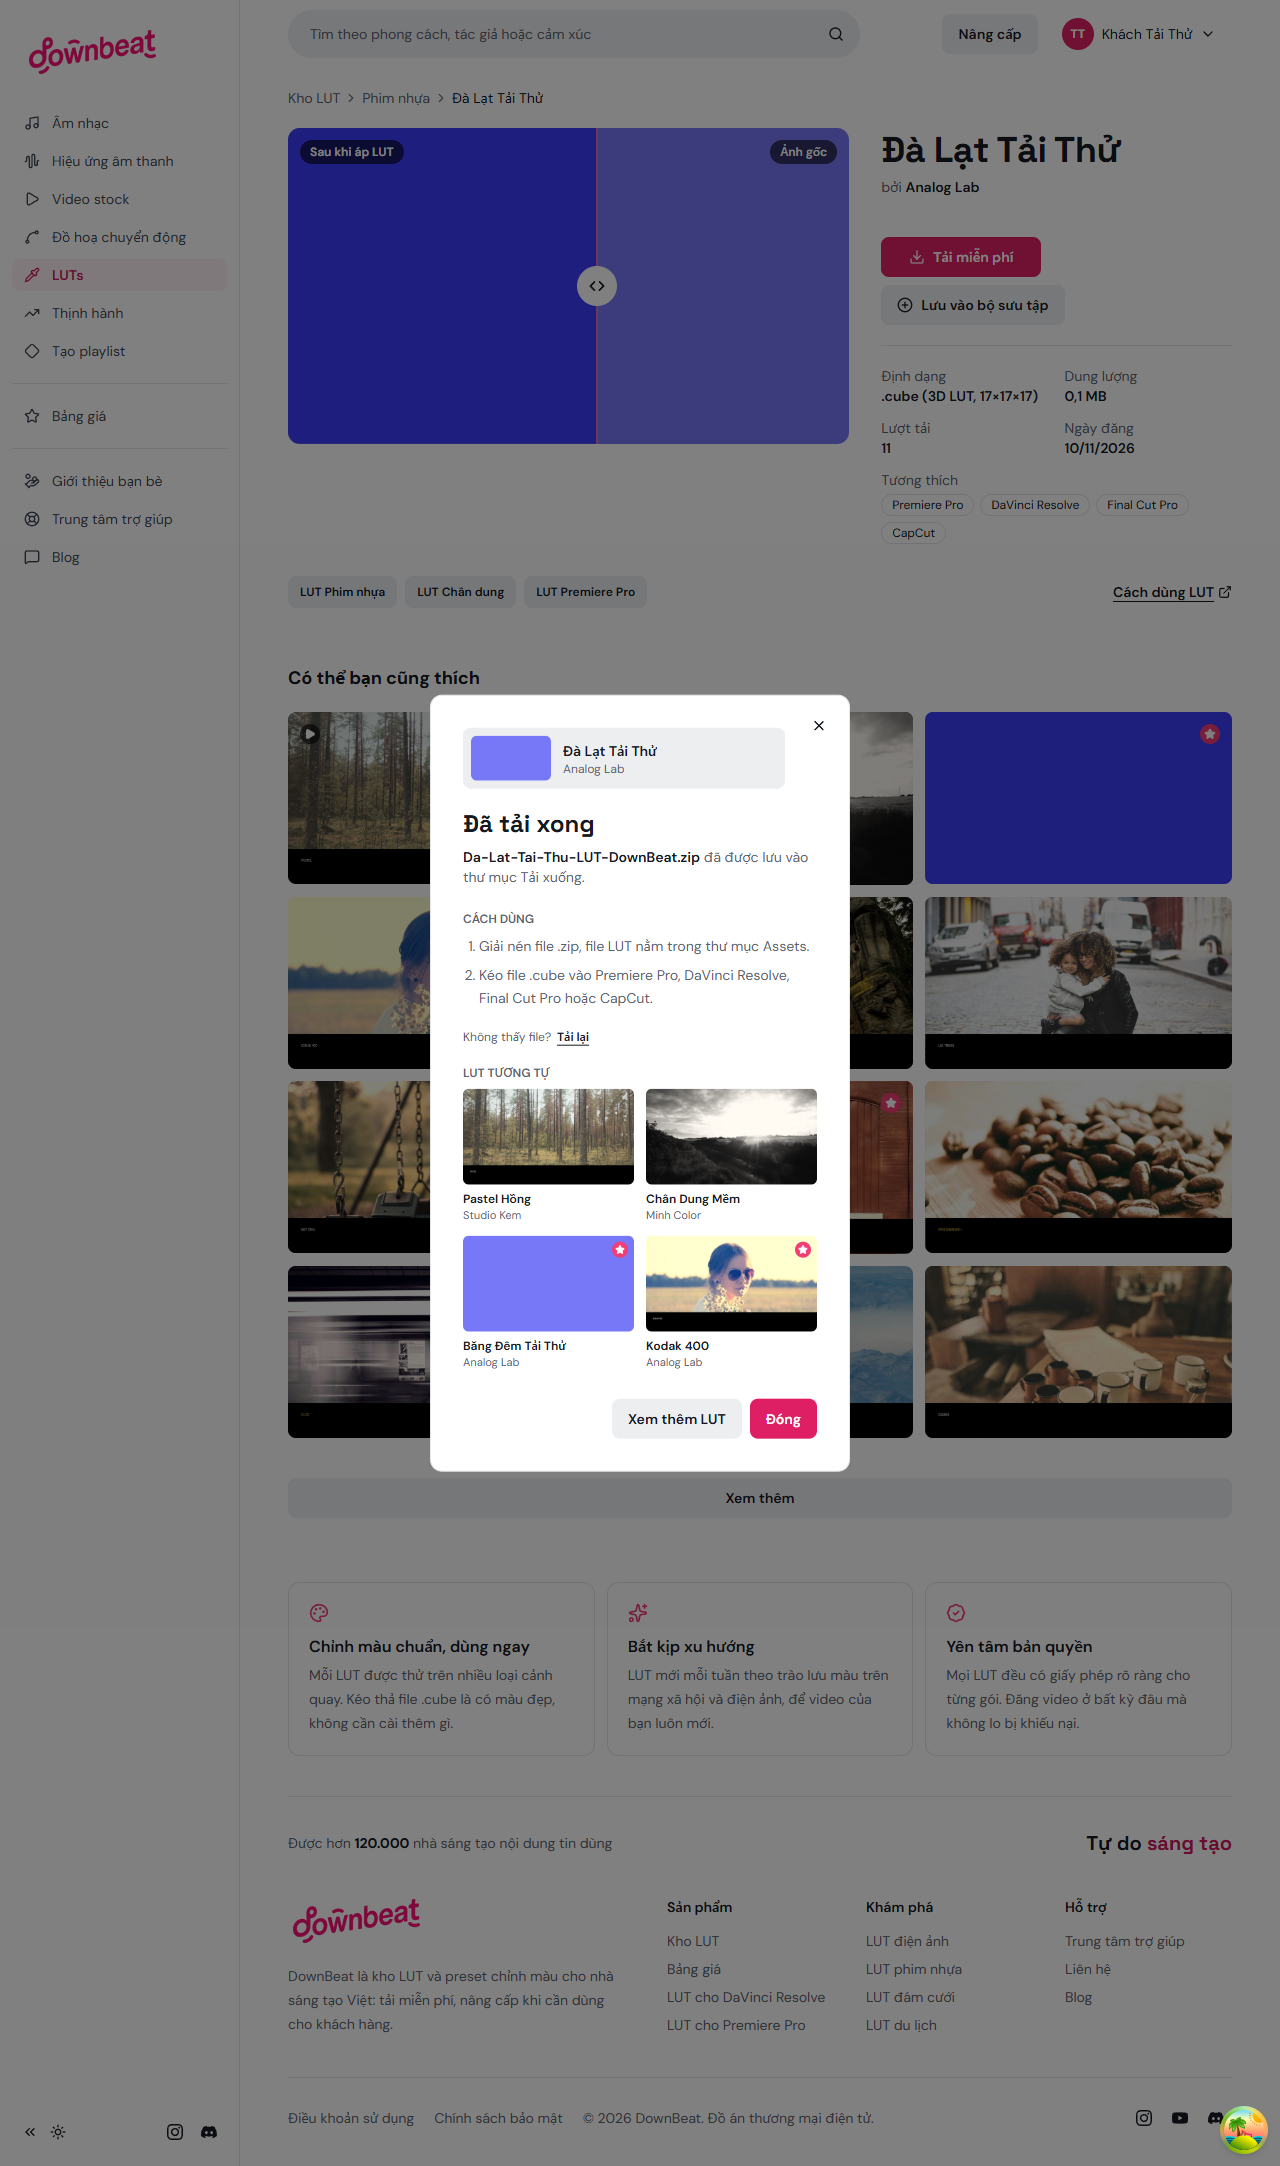 downbeat
Tìm theo phong cách, tác giả hoặc cảm xúc
Nâng cấp
TT
Khách Tải Thử
Âm nhạc
Hiệu ứng âm thanh
Video stock
Đồ hoạ chuyển động
LUTs
Thịnh hành
Tạo playlist
Bảng giá
Giới thiệu bạn bè
Trung tâm trợ giúp
Blog
Kho LUT > Phim nhựa > Đà Lạt Tải Thử
Sau khi áp LUT
Ảnh gốc
Đà Lạt Tải Thử
bởi Analog Lab
Tải miễn phí
Lưu vào bộ sưu tập
Định dạng
.cube (3D LUT, 17×17×17)
Dung lượng
0,1 MB
Lượt tải
11
Ngày đăng
10/11/2026
Tương thích
Premiere Pro
DaVinci Resolve
Final Cut Pro
CapCut
LUT Phim nhựa
LUT Chân dung
LUT Premiere Pro
Cách dùng LUT
Có thể bạn cũng thích
Đà Lạt Tải Thử
Analog Lab
Đã tải xong
Da-Lat-Tai-Thu-LUT-DownBeat.zip đã được lưu vào
thư mục Tải xuống.
CÁCH DÙNG
1. Giải nén file .zip, file LUT nằm trong thư mục Assets.
2. Kéo file .cube vào Premiere Pro, DaVinci Resolve,
Final Cut Pro hoặc CapCut.
Không thấy file? Tải lại
LUT TƯƠNG TỰ
Pastel Hồng
Studio Kem
Chân Dung Mềm
Minh Color
Băng Đêm Tải Thử
Analog Lab
Kodak 400
Analog Lab
Xem thêm LUT
Đóng
Xem thêm
Chỉnh màu chuẩn, dùng ngay
Mỗi LUT được thử trên nhiều loại cảnh
quay. Kéo thả file .cube là có màu đẹp,
không cần cài thêm gì.
Bắt kịp xu hướng
LUT mới mỗi tuần theo trào lưu màu trên
mạng xã hội và điện ảnh, để video của
bạn luôn mới.
Yên tâm bản quyền
Mọi LUT đều có giấy phép rõ ràng cho
từng gói. Đăng video ở bất kỳ đâu mà
không lo bị khiếu nại.
Được hơn 120.000 nhà sáng tạo nội dung tin dùng
Tự do sáng tạo
downbeat
DownBeat là kho LUT và preset chỉnh màu cho nhà
sáng tạo Việt: tải miễn phí, nâng cấp khi cần dùng
cho khách hàng.
Sản phẩm
Kho LUT
Bảng giá
LUT cho DaVinci Resolve
LUT cho Premiere Pro
Khám phá
LUT điện ảnh
LUT phim nhựa
LUT đám cưới
LUT du lịch
Hỗ trợ
Trung tâm trợ giúp
Liên hệ
Blog
Điều khoản sử dụng
Chính sách bảo mật
© 2026 DownBeat. Đồ án thương mại điện tử.